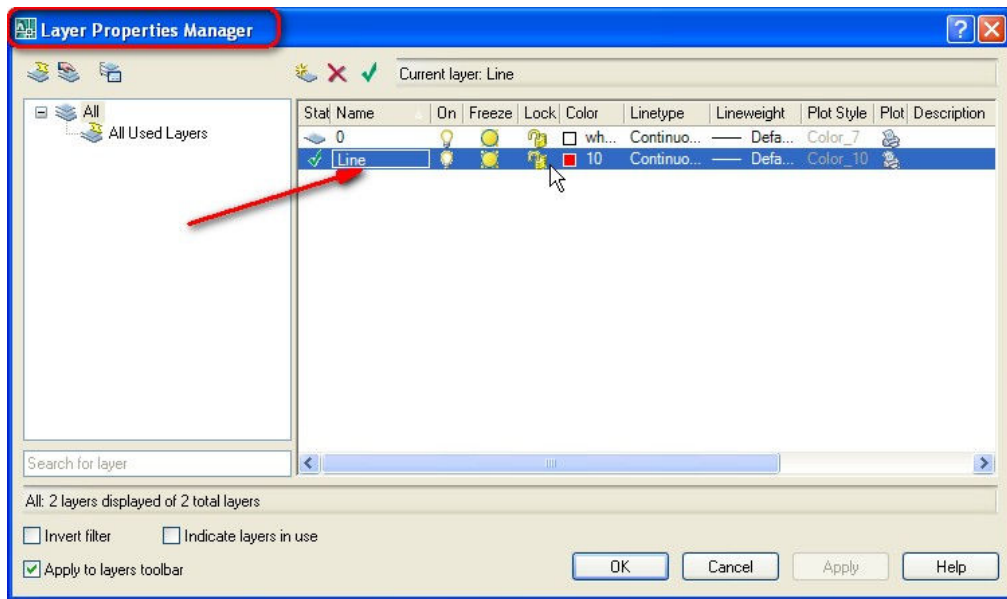 Layer Properties Manager
Current layer: Line
All
All Used Layers
Stat Name On Freeze Lock Color Linetype Lineweight Plot Style Plot Description
0 wh... Continuo... Defa... Color_7
Line 10 Continuo... Defa... Color_10
Search for layer
All: 2 layers displayed of 2 total layers
Invert filter Indicate layers in use
Apply to layers toolbar
OK Cancel Apply Help